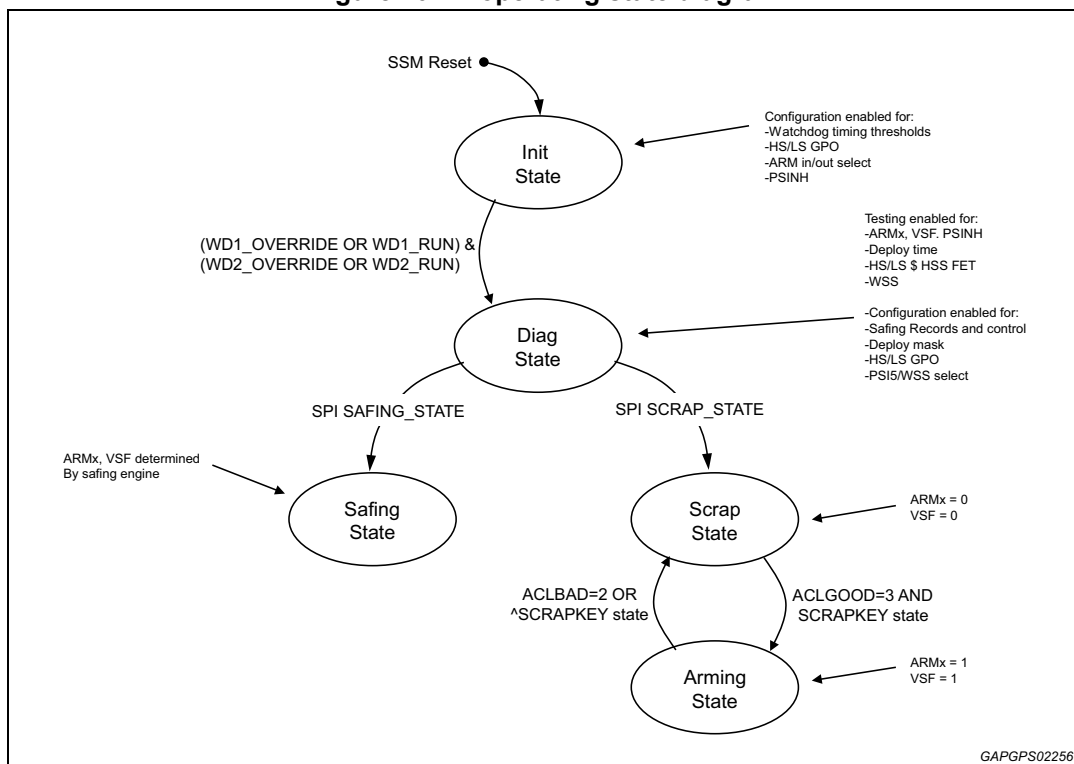 SSM Reset
Configuration enabled for:
-Watchdog timing thresholds
-HS/LS GPO
-ARM in/out select
-PSINH
Init
State
(WD1_OVERRIDE OR WD1_RUN) &
(WD2_OVERRIDE OR WD2_RUN)
Testing enabled for:
-ARMx, VSF. PSINH
-Deploy time
-HS/LS $ HSS FET
-WSS
-Configuration enabled for:
-Safing Records and control
-Deploy mask
-HS/LS GPO
-PSI5/WSS select
Diag
State
SPI SAFING_STATE
SPI SCRAP_STATE
ARMx, VSF determined
By safing engine
Safing
State
Scrap
State
ARMx = 0
VSF = 0
ACLBAD=2 OR
^SCRAPKEY state
ACLGOOD=3 AND
SCRAPKEY state
Arming
State
ARMx = 1
VSF = 1
GAPGPS02256